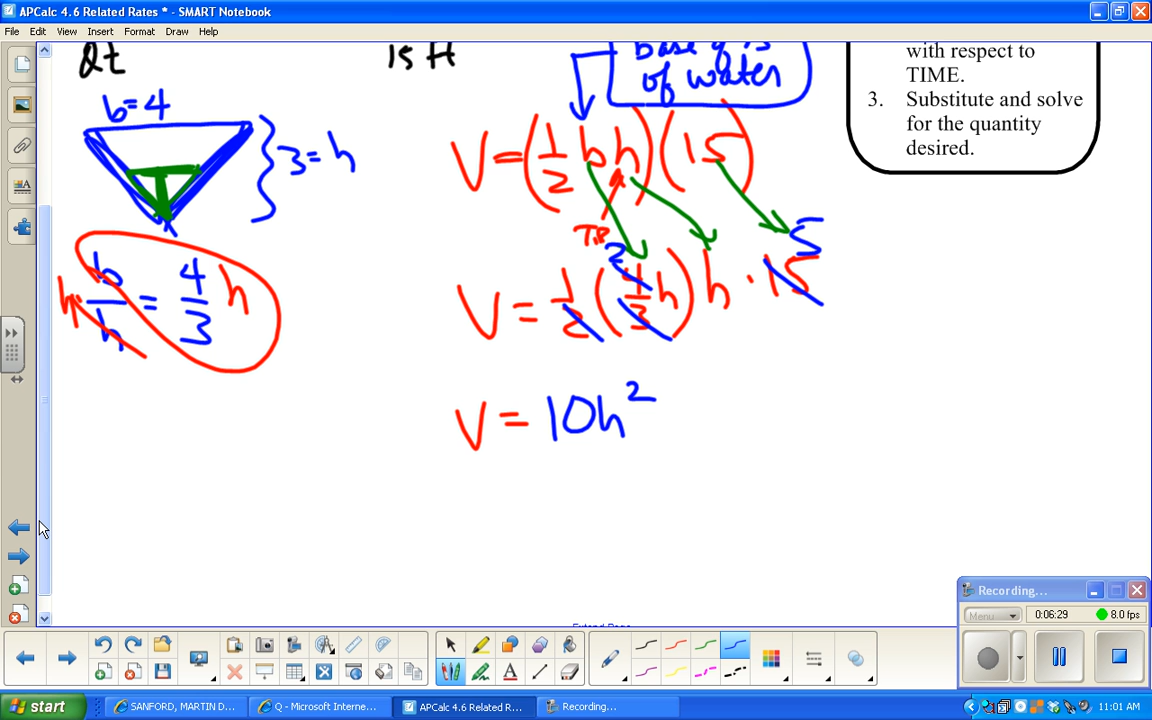 APCalc 4.6 Related Rates * - SMART Notebook
File Edit View Insert Format Draw Help
dt
15 ft
base q is
of water
with respect to
TIME.
3. Substitute and solve
for the quantity
desired.
b=4
3=h
V=(1/2 bh)(15)
h· b/h = 4/3 h
2
5
V = 1/2 (4/3 h) h · 15
V = 10h²
Extend Page
Recording...
Menu
0:06:29
8.0 fps
start
SANFORD, MARTIN D...
Q - Microsoft Interne...
APCalc 4.6 Related R...
Recording...
11:01 AM